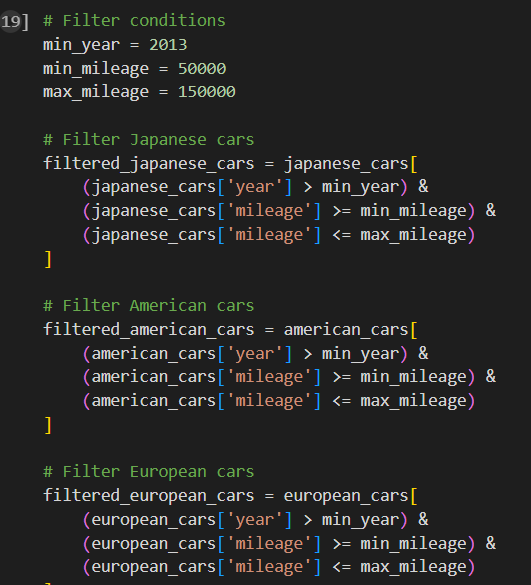 19] # Filter conditions
min_year = 2013
min_mileage = 50000
max_mileage = 150000
# Filter Japanese cars
filtered_japanese_cars = japanese_cars[
(japanese_cars['year'] > min_year) &
(japanese_cars['mileage'] >= min_mileage) &
(japanese_cars['mileage'] <= max_mileage)
]
# Filter American cars
filtered_american_cars = american_cars[
(american_cars['year'] > min_year) &
(american_cars['mileage'] >= min_mileage) &
(american_cars['mileage'] <= max_mileage)
]
# Filter European cars
filtered_european_cars = european_cars[
(european_cars['year'] > min_year) &
(european_cars['mileage'] >= min_mileage) &
(european_cars['mileage'] <= max_mileage)